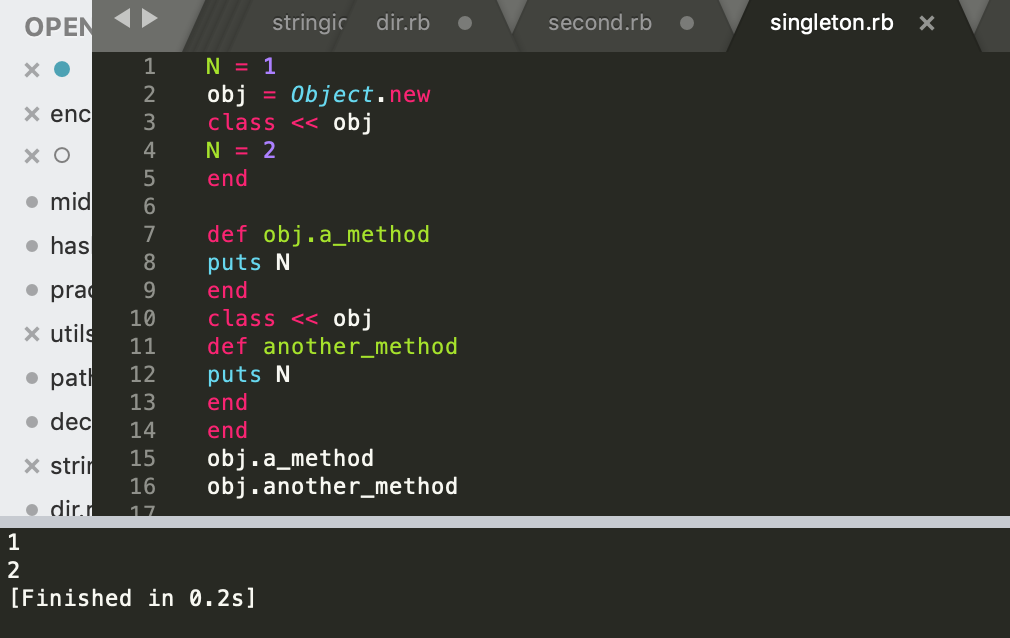 OPEN
stringio dir.rb second.rb singleton.rb
enc
mid
has
prac
utils
path
dec
strin
dir.r
1 N = 1
2 obj = Object.new
3 class << obj
4 N = 2
5 end
6
7 def obj.a_method
8 puts N
9 end
10 class << obj
11 def another_method
12 puts N
13 end
14 end
15 obj.a_method
16 obj.another_method
17
1
2
[Finished in 0.2s]